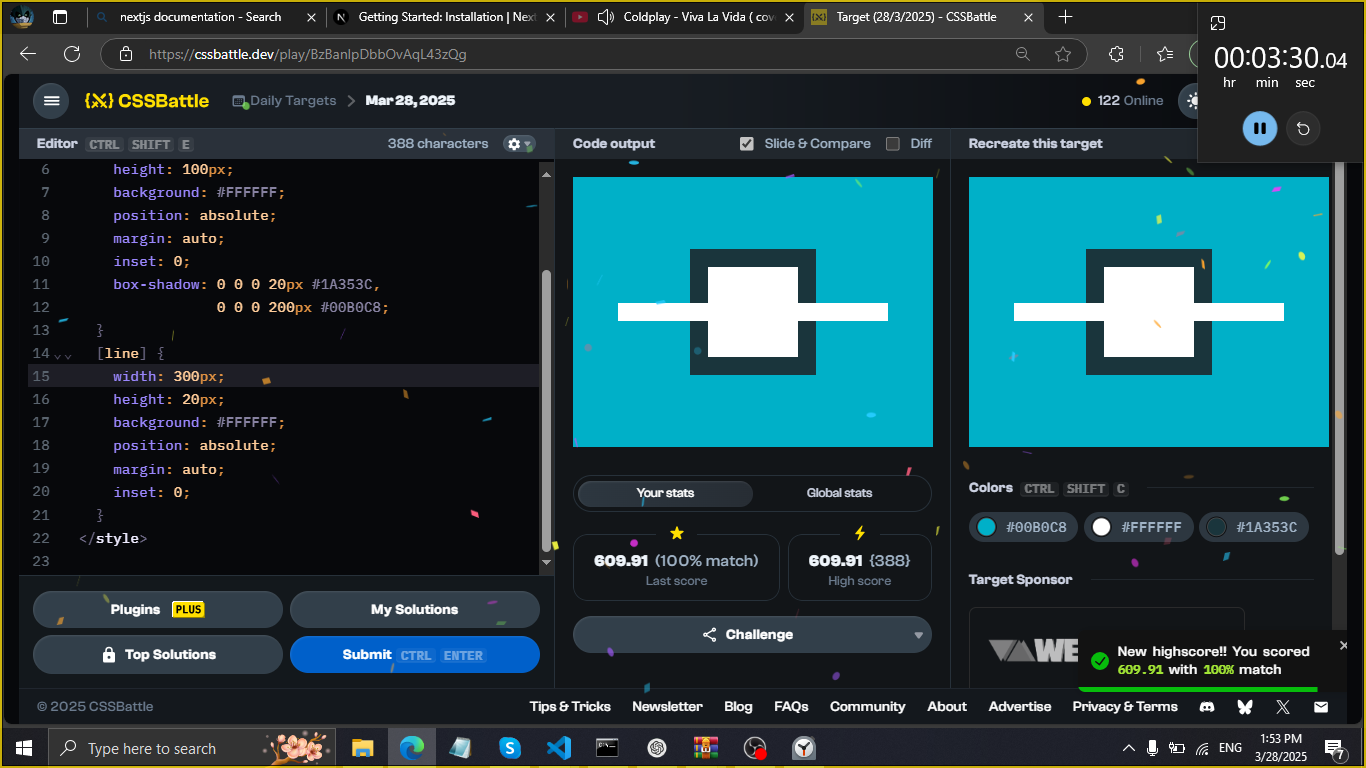 nextjs documentation - Search
Getting Started: Installation | Next
Coldplay - Viva La Vida ( cov
Target (28/3/2025) - CSSBattle
https://cssbattle.dev/play/BzBanlpDbbOvAqL43zQg
00:03:30.04
hr min sec
{X} CSSBattle
Daily Targets
Mar 28, 2025
122 Online
Editor CTRL SHIFT E
388 characters
Code output
Slide & Compare
Diff
Recreate this target
6 height: 100px;
7 background: #FFFFFF;
8 position: absolute;
9 margin: auto;
10 inset: 0;
11 box-shadow: 0 0 0 20px #1A353C,
12 0 0 0 200px #00B0C8;
13 }
14 [line] {
15 width: 300px;
16 height: 20px;
17 background: #FFFFFF;
18 position: absolute;
19 margin: auto;
20 inset: 0;
21 }
22 </style>
23
Your stats
Global stats
609.91 (100% match)
Last score
609.91 {388}
High score
Challenge
Colors CTRL SHIFT C
#00B0C8
#FFFFFF
#1A353C
Target Sponsor
WE
Plugins PLUS
My Solutions
Top Solutions
Submit CTRL ENTER
New highscore!! You scored
609.91 with 100% match
© 2025 CSSBattle
Tips & Tricks
Newsletter
Blog
FAQs
Community
About
Advertise
Privacy & Terms
Type here to search
ENG
1:53 PM
3/28/2025
7